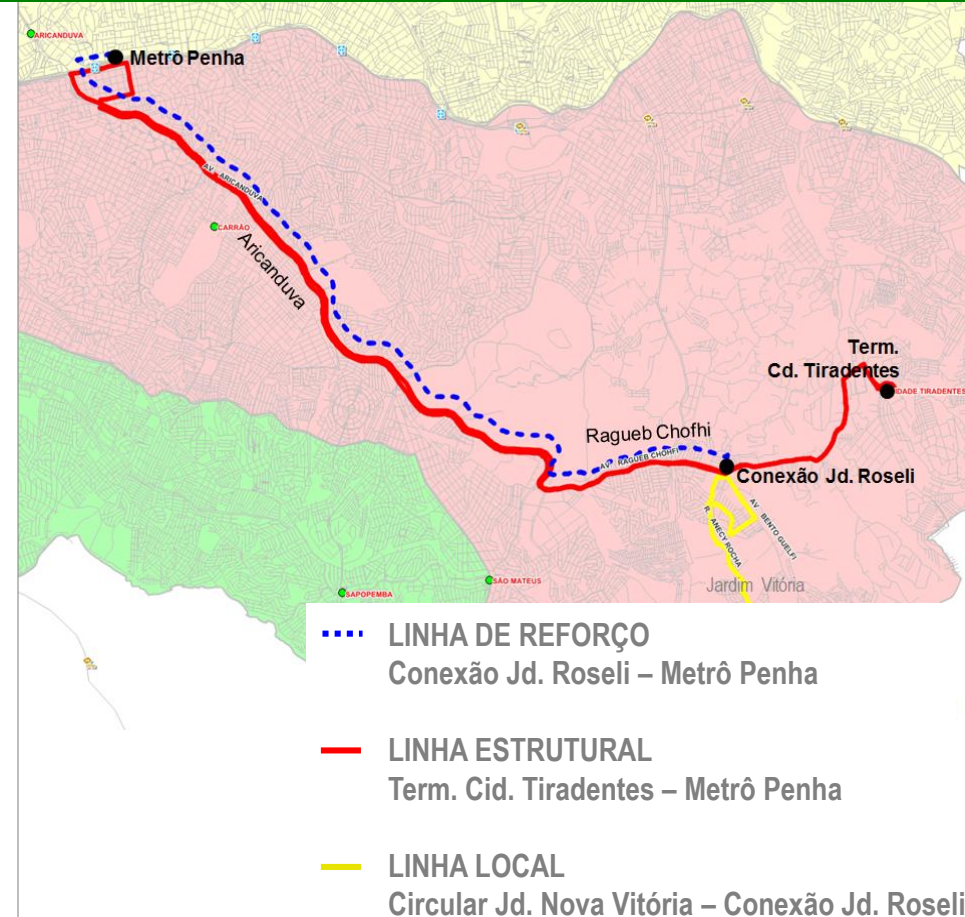 ARICANDUVA
Metrô Penha
AV ARICANDUVA
CARRÃO
Aricanduva
Term.
Cd. Tiradentes
IDADE TIRADENTES
Ragueb Chofhi
AV RAGUEB CHOHFI
Conexão Jd. Roseli
R. ANECY ROCHA
AV BENTO GUELFI
SÃO MATEUS
Jardim Vitória
SAPOPEMBA
LINHA DE REFORÇO
Conexão Jd. Roseli – Metrô Penha
LINHA ESTRUTURAL
Term. Cid. Tiradentes – Metrô Penha
LINHA LOCAL
Circular Jd. Nova Vitória – Conexão Jd. Roseli